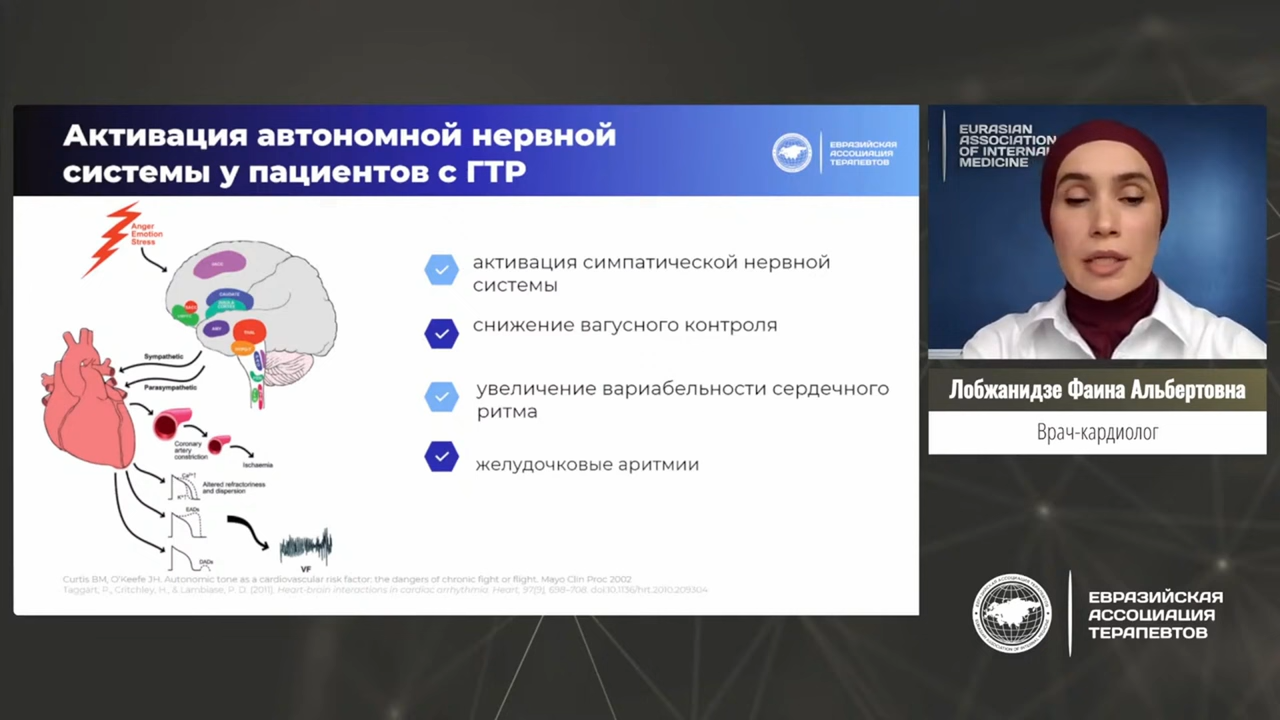 Активация автономной нервной
системы у пациентов с ГТР
ЕВРАЗИЙСКАЯ
АССОЦИАЦИЯ
ТЕРАПЕВТОВ
Anger
Emotion
Stress
активация симпатической нервной
системы
снижение вагусного контроля
увеличение вариабельности сердечного
ритма
желудочковые аритмии
Sympathetic
Parasympathetic
Coronary
artery
constriction
Ischaemia
Altered refractoriness
and dispersion
EADs
DADs
VF
Curtis BM, O'Keefe JH. Autonomic tone as a cardiovascular risk factor: the dangers of chronic fight or flight. Mayo Clin Proc 2002
Taggart, P., Critchley, H., & Lambiase, P. D. (2011). Heart-brain interactions in cardiac arrhythmia. Heart, 97(9), 698–708. doi:10.1136/hrt.2010.209304
EURASIAN
ASSOCIATION
OF INTERNAL
MEDICINE
Лобжанидзе Фаина Альбертовна
Врач-кардиолог
ЕВРАЗИЙСКАЯ
АССОЦИАЦИЯ
ТЕРАПЕВТОВ